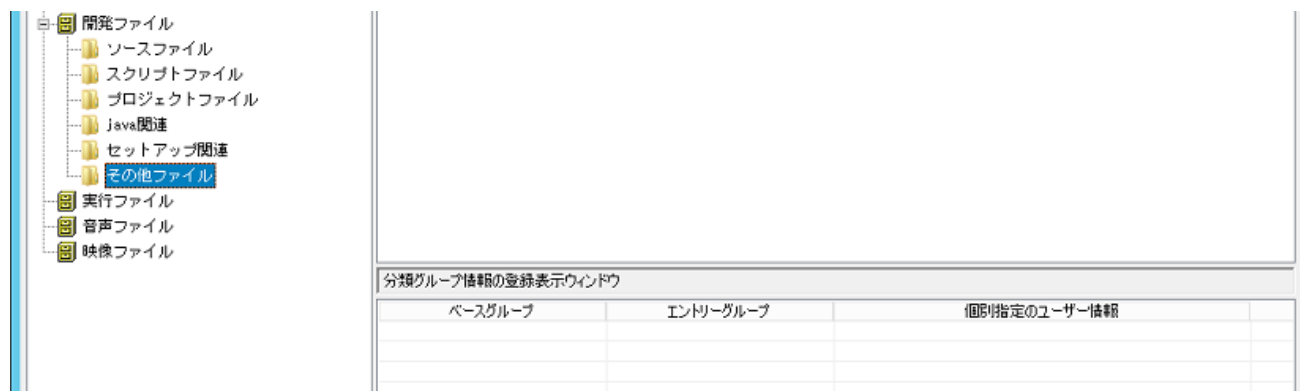 開発ファイル
ソースファイル
スクリプトファイル
プロジェクトファイル
java関連
セットアップ関連
その他ファイル
実行ファイル
音声ファイル
映像ファイル
分類グループ情報の登録表示ウィンドウ
ベースグループ エントリーグループ 個別指定のユーザー情報